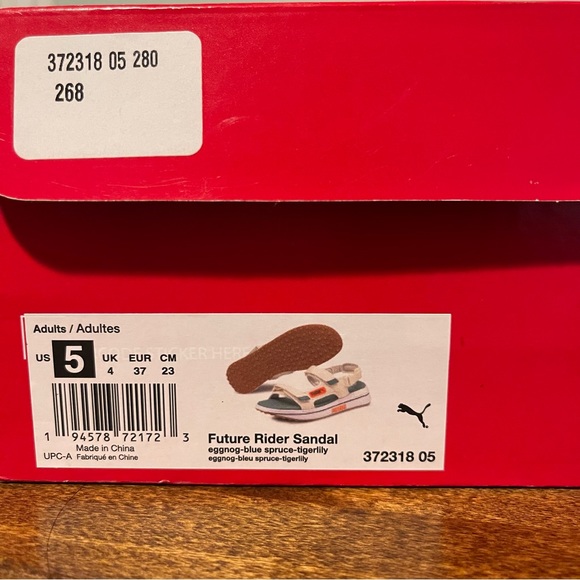 372318 05 280
268
Adults / Adultes
US 5 UK EUR CM
4 37 23
STICKER HERE
1 94578 72172 3
Made in China
UPC-A Fabriqué en Chine
Future Rider Sandal
eggnog-blue spruce-tigerlily
eggnog-bleu spruce-tigerlily
372318 05